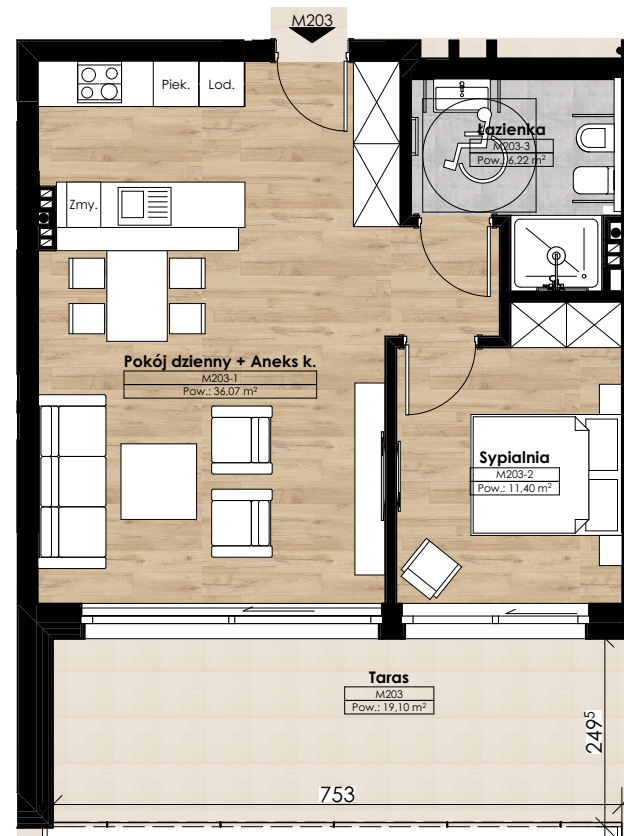 M203
Piek.
Lod.
Łazienka
M203-3
Pow.: 6,22 m²
Zmy.
Pokój dzienny + Aneks k.
M203-1
Pow.: 36,07 m²
Sypialnia
M203-2
Pow.: 11,40 m²
Taras
M203
Pow.: 19,10 m²
249⁵
753